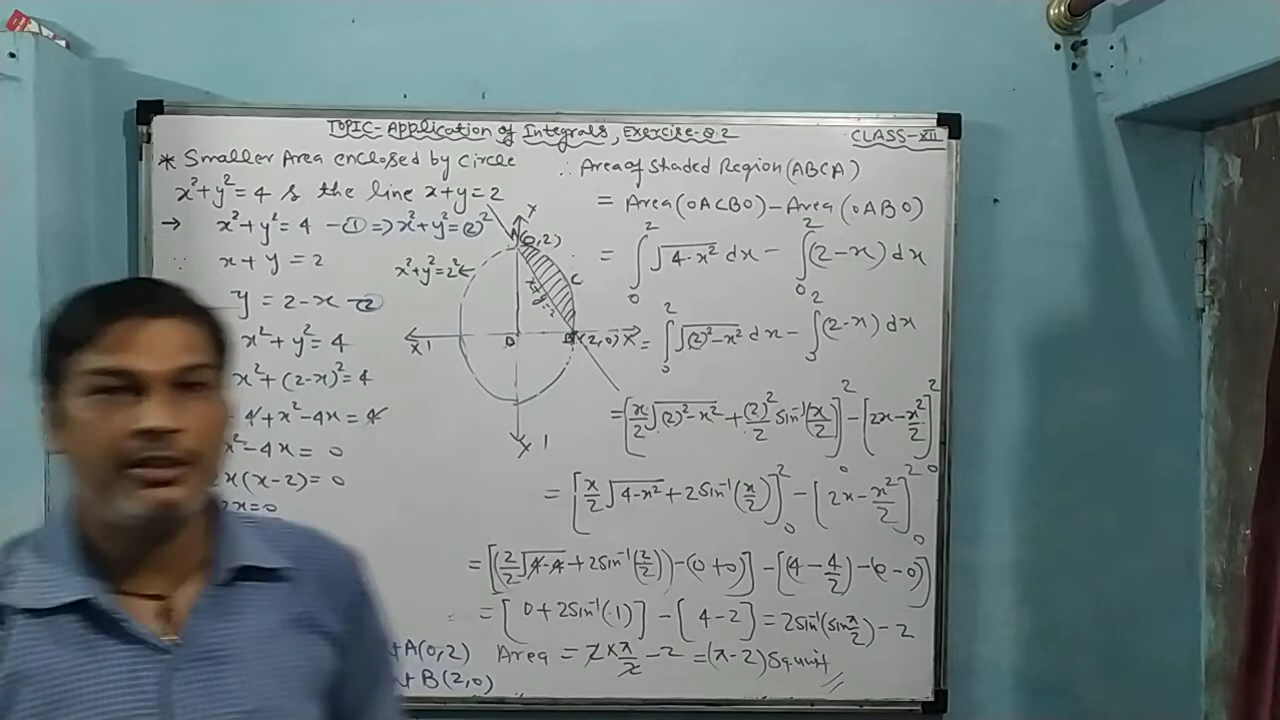 TOPIC- Application of Integrals, Exercise-8.2
CLASS-XII
* Smaller Area enclosed by Circle
x²+y²=4 & the line x+y=2
→ x²+y²=4 —① ⇒ x²+y²=(2)²
∵ x+y=2
y=2-x —②
x²+y²=4
x²+(2-x)²=4
4+x²-4x=4
x²-4x=0
x(x-2)=0
2x=0
A(0,2)
B(2,0)
Y
(0,2)
x²+y²=2²
C
x+y=2
X'
O
B
(2,0)
X
∴ Area of Shaded Region (ABCA)
= Area(OACBO) - Area(OABO)
= ∫₀² √4-x² dx - ∫₀² (2-x) dx
= ∫₀² √(2)²-x² dx - ∫₀² (2-x) dx
= [x/2 √(2)²-x² + (2)²/2 sin⁻¹(x/2)]₀² - [2x - x²/2]₀²
= [x/2 √4-x² + 2sin⁻¹(x/2)]₀² - [2x - x²/2]₀²
= [(2/2 √4-4 + 2sin⁻¹(2/2)) - (0+0)] - [(4 - 4/2) - (0-0)]
= [0+2sin⁻¹(1)] - [4-2] = 2sin⁻¹(sin π/2) - 2
Area = 2×π/2 - 2 = (π-2) Squnit